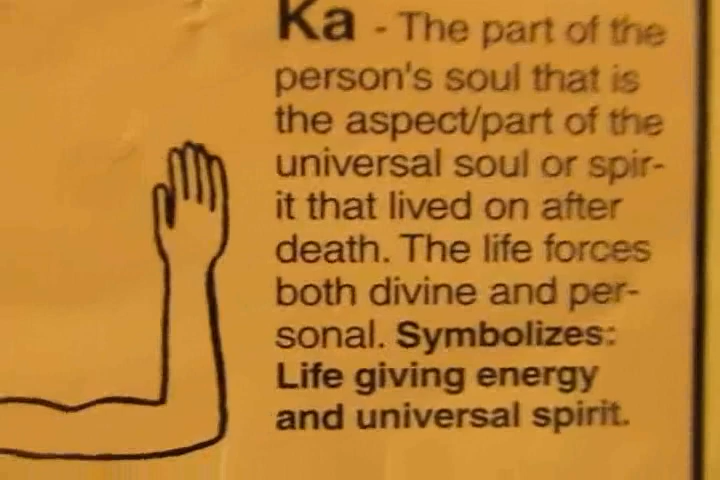 Ka - The part of the
person's soul that is
the aspect/part of the
universal soul or spir-
it that lived on after
death. The life forces
both divine and per-
sonal. Symbolizes:
Life giving energy
and universal spirit.